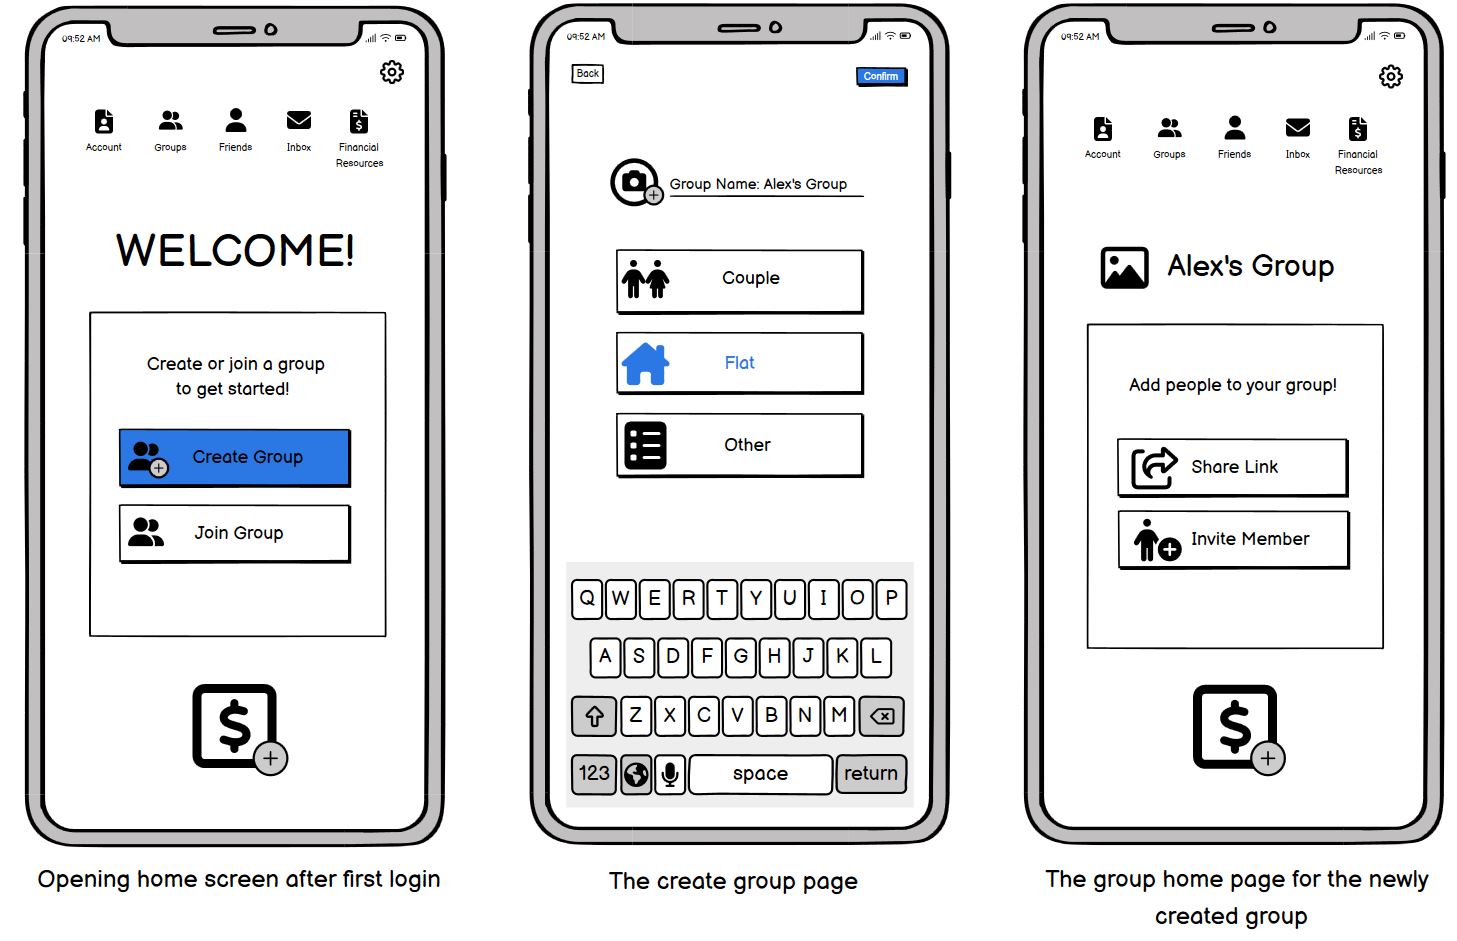 09:52 AM
Account
Groups
Friends
Inbox
Financial
Resources
WELCOME!
Create or join a group
to get started!
Create Group
Join Group
$
Opening home screen after first login
09:52 AM
Back
Confirm
Group Name: Alex's Group
Couple
Flat
Other
Q W E R T Y U I O P
A S D F G H J K L
Z X C V B N M
123 space return
The create group page
09:52 AM
Account
Groups
Friends
Inbox
Financial
Resources
Alex's Group
Add people to your group!
Share Link
Invite Member
$
The group home page for the newly
created group